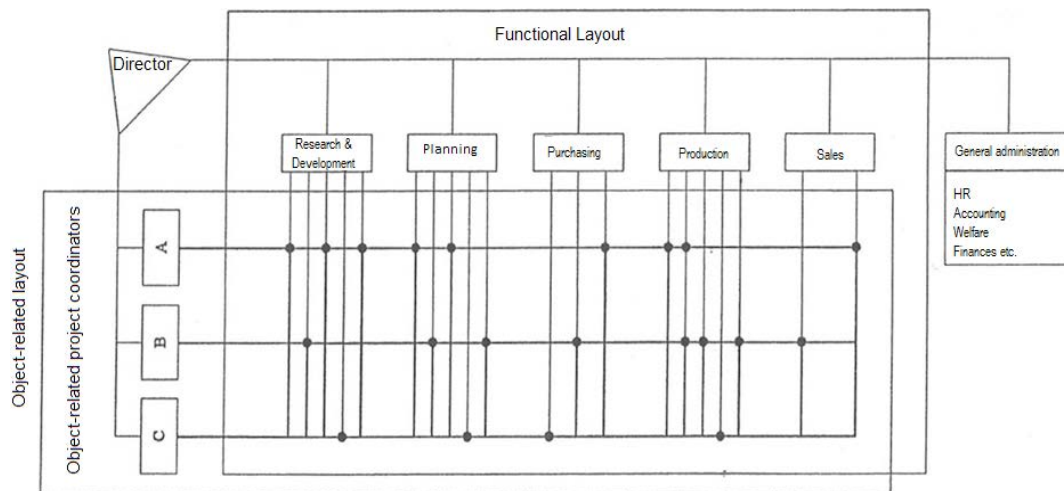 Functional Layout
Director
Research &
Development
Planning
Purchasing
Production
Sales
General administration
HR
Accounting
Welfare
Finances etc.
Object-related layout
Object-related project coordinators
A
B
C